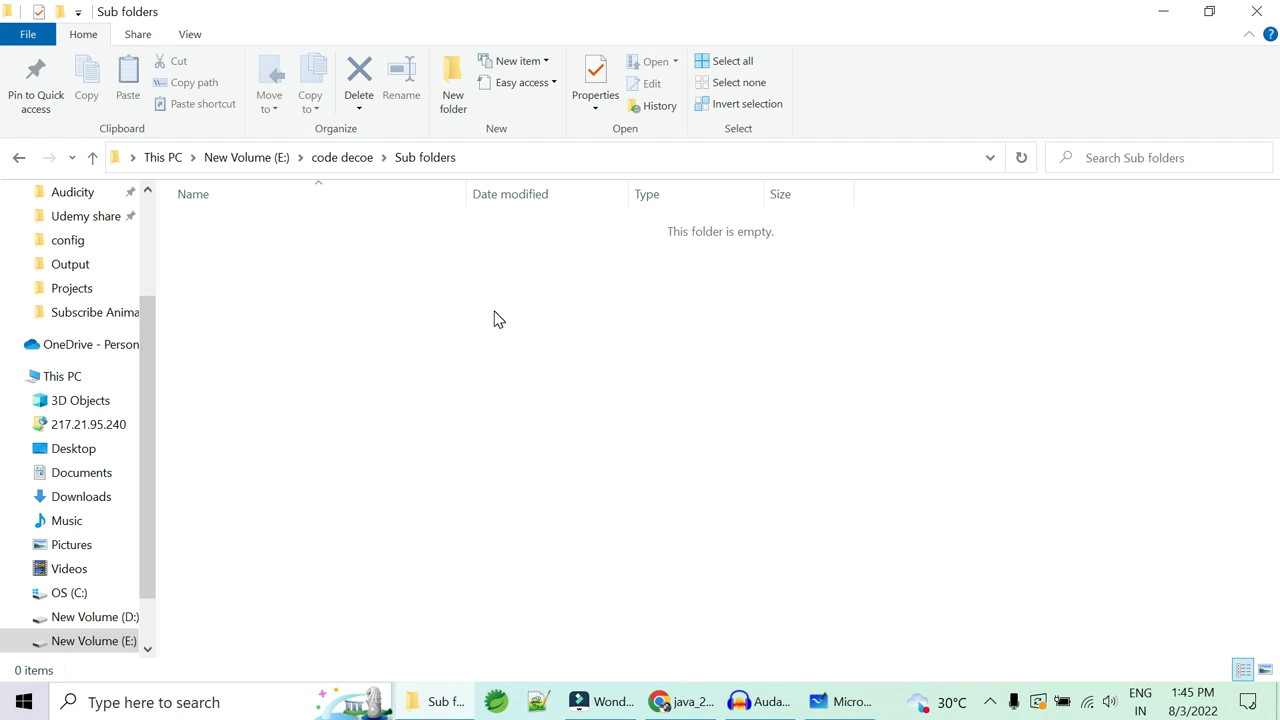 Sub folders
File Home Share View
Pin to Quick access
Copy
Paste
Cut
Copy path
Paste shortcut
Clipboard
Move to
Copy to
Delete
Rename
Organize
New folder
New item
Easy access
New
Properties
Open
Edit
History
Open
Select all
Select none
Invert selection
Select
This PC New Volume (E:) code decoe Sub folders
Search Sub folders
Name Date modified Type Size
This folder is empty.
Audicity
Udemy share
config
Output
Projects
Subscribe Anima
OneDrive - Person
This PC
3D Objects
217.21.95.240
Desktop
Documents
Downloads
Music
Pictures
Videos
OS (C:)
New Volume (D:)
New Volume (E:)
0 items
Type here to search
Sub f...
Wond...
java_2...
Auda...
Micro...
30°C
ENG
IN
1:45 PM
8/3/2022